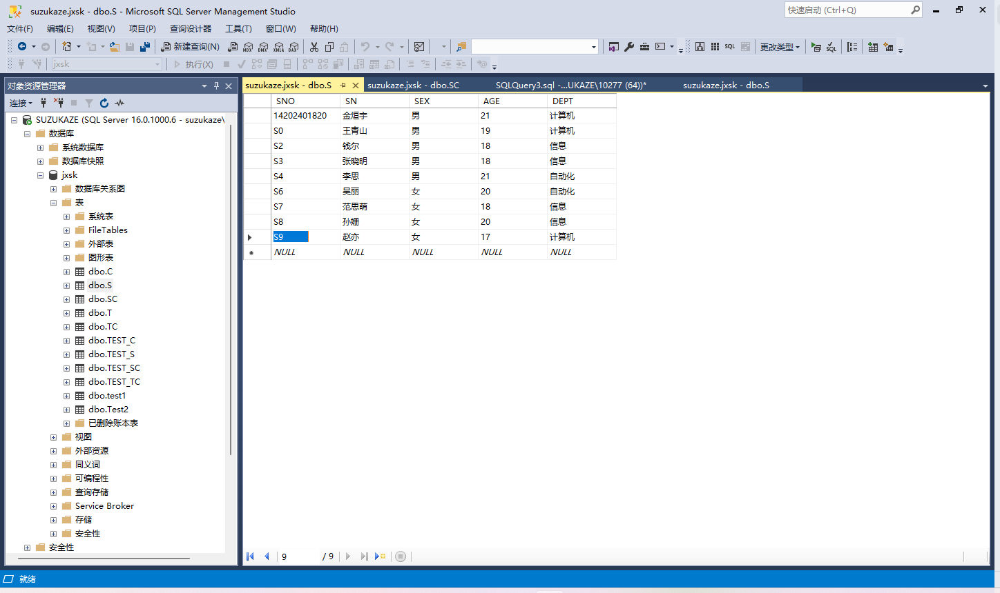 suzukaze.jxsk - dbo.S - Microsoft SQL Server Management Studio
快速启动 (Ctrl+Q)
文件(F) 编辑(E) 视图(V) 项目(P) 查询设计器 工具(T) 窗口(W) 帮助(H)
新建查询(N) MDX DMX XMLA DAX SQL 更改类型 SQL
jxsk 执行(X)
对象资源管理器
连接
SUZUKAZE (SQL Server 16.0.1000.6 - suzukaze\
数据库
系统数据库
数据库快照
jxsk
数据库关系图
表
系统表
FileTables
外部表
图形表
dbo.C
dbo.S
dbo.SC
dbo.T
dbo.TC
dbo.TEST_C
dbo.TEST_S
dbo.TEST_SC
dbo.TEST_TC
dbo.test1
dbo.Test2
已删除账本表
视图
外部资源
同义词
可编程性
查询存储
Service Broker
存储
安全性
安全性
suzukaze.jxsk - dbo.S suzukaze.jxsk - dbo.SC SQLQuery3.sql -...UKAZE\10277 (64))* suzukaze.jxsk - dbo.S
SNO SN SEX AGE DEPT
14202401820 金烜宇 男 21 计算机
S0 王青山 男 19 计算机
S2 钱尔 男 18 信息
S3 张晓明 男 18 信息
S4 李思 男 21 自动化
S6 吴丽 女 20 自动化
S7 范思萌 女 18 信息
S8 孙姗 女 20 信息
S9 赵亦 女 17 计算机
NULL NULL NULL NULL NULL
9 / 9
就绪